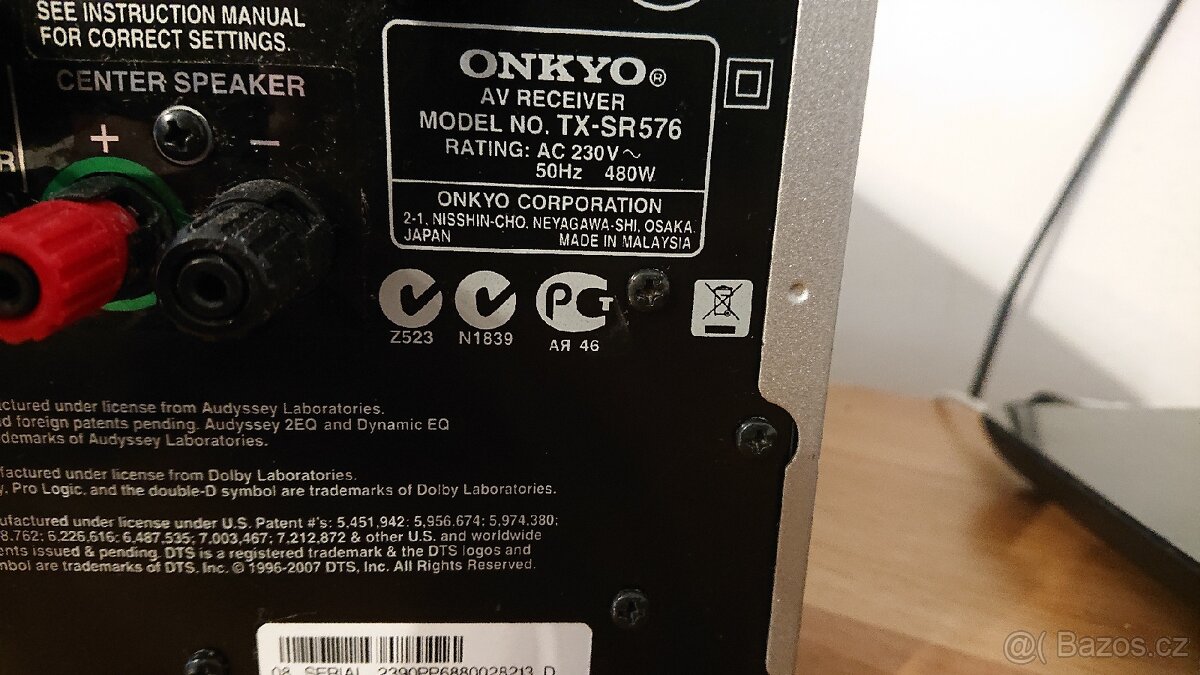 SEE INSTRUCTION MANUAL
FOR CORRECT SETTINGS.
CENTER SPEAKER
+ −
R
ONKYO®
AV RECEIVER
MODEL NO. TX-SR576
RATING: AC 230V~
50Hz 480W
ONKYO CORPORATION
2-1, NISSHIN-CHO, NEYAGAWA-SHI, OSAKA,
JAPAN MADE IN MALAYSIA
Z523 N1839 АЯ 46
ctured under license from Audyssey Laboratories.
d foreign patents pending. Audyssey 2EQ and Dynamic EQ
demarks of Audyssey Laboratories.
factured under license from Dolby Laboratories.
y, Pro Logic, and the double-D symbol are trademarks of Dolby Laboratories.
ufactured under license under U.S. Patent #'s: 5,451,942; 5,956,674; 5,974,380;
8,762; 6,226,616; 6,487,535; 7,003,467; 7,212,872 & other U.S. and worldwide
ents issued & pending. DTS is a registered trademark & the DTS logos and
mbol are trademarks of DTS, Inc. © 1996-2007 DTS, Inc. All Rights Reserved.
08 SERIAL 2390PP6880028213 D
Bazos.cz